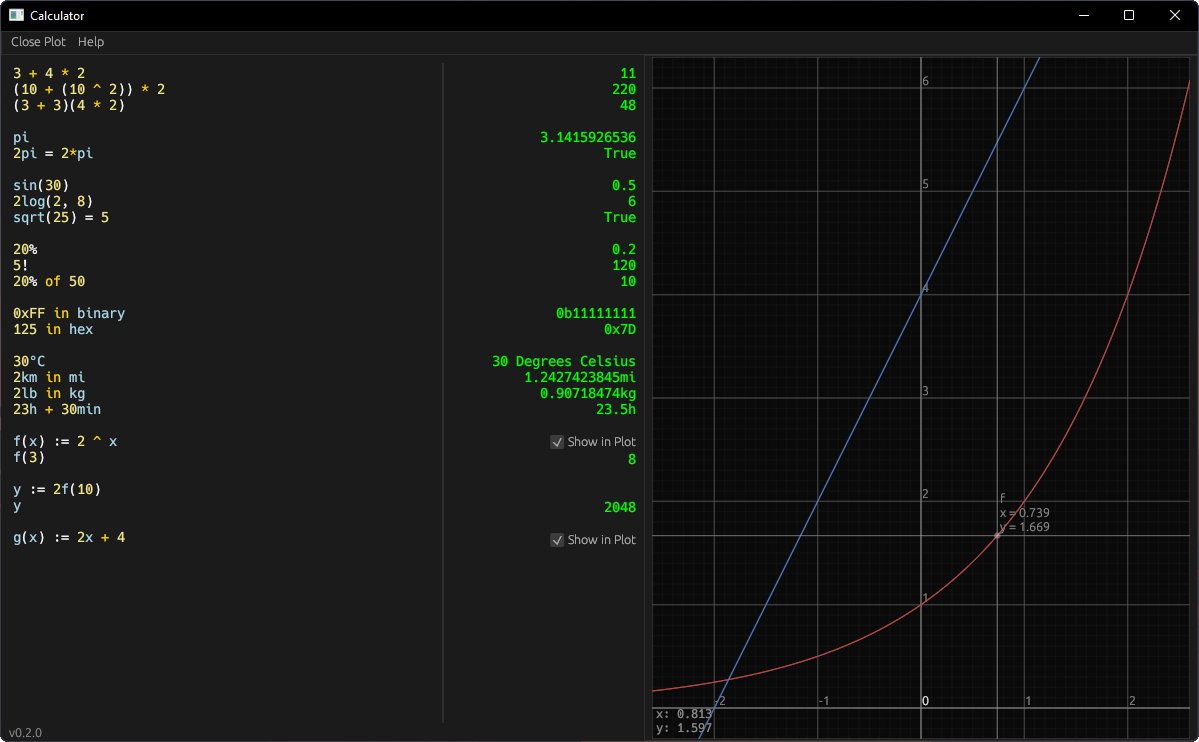 Calculator
Close Plot Help
3 + 4 * 2
11
(10 + (10 ^ 2)) * 2
220
(3 + 3)(4 * 2)
48
pi
3.1415926536
2pi = 2*pi
True
sin(30)
0.5
2log(2, 8)
6
sqrt(25) = 5
True
20%
0.2
5!
120
20% of 50
10
0xFF in binary
0b11111111
125 in hex
0x7D
30°C
30 Degrees Celsius
2km in mi
1.2427423845mi
2lb in kg
0.90718474kg
23h + 30min
23.5h
f(x) := 2 ^ x
Show in Plot
f(3)
8
y := 2f(10)
y
2048
g(x) := 2x + 4
Show in Plot
v0.2.0
6
5
4
3
2
1
f
x = 0.739
y = 1.669
-2
-1
0
1
2
x: 0.813
y: 1.597